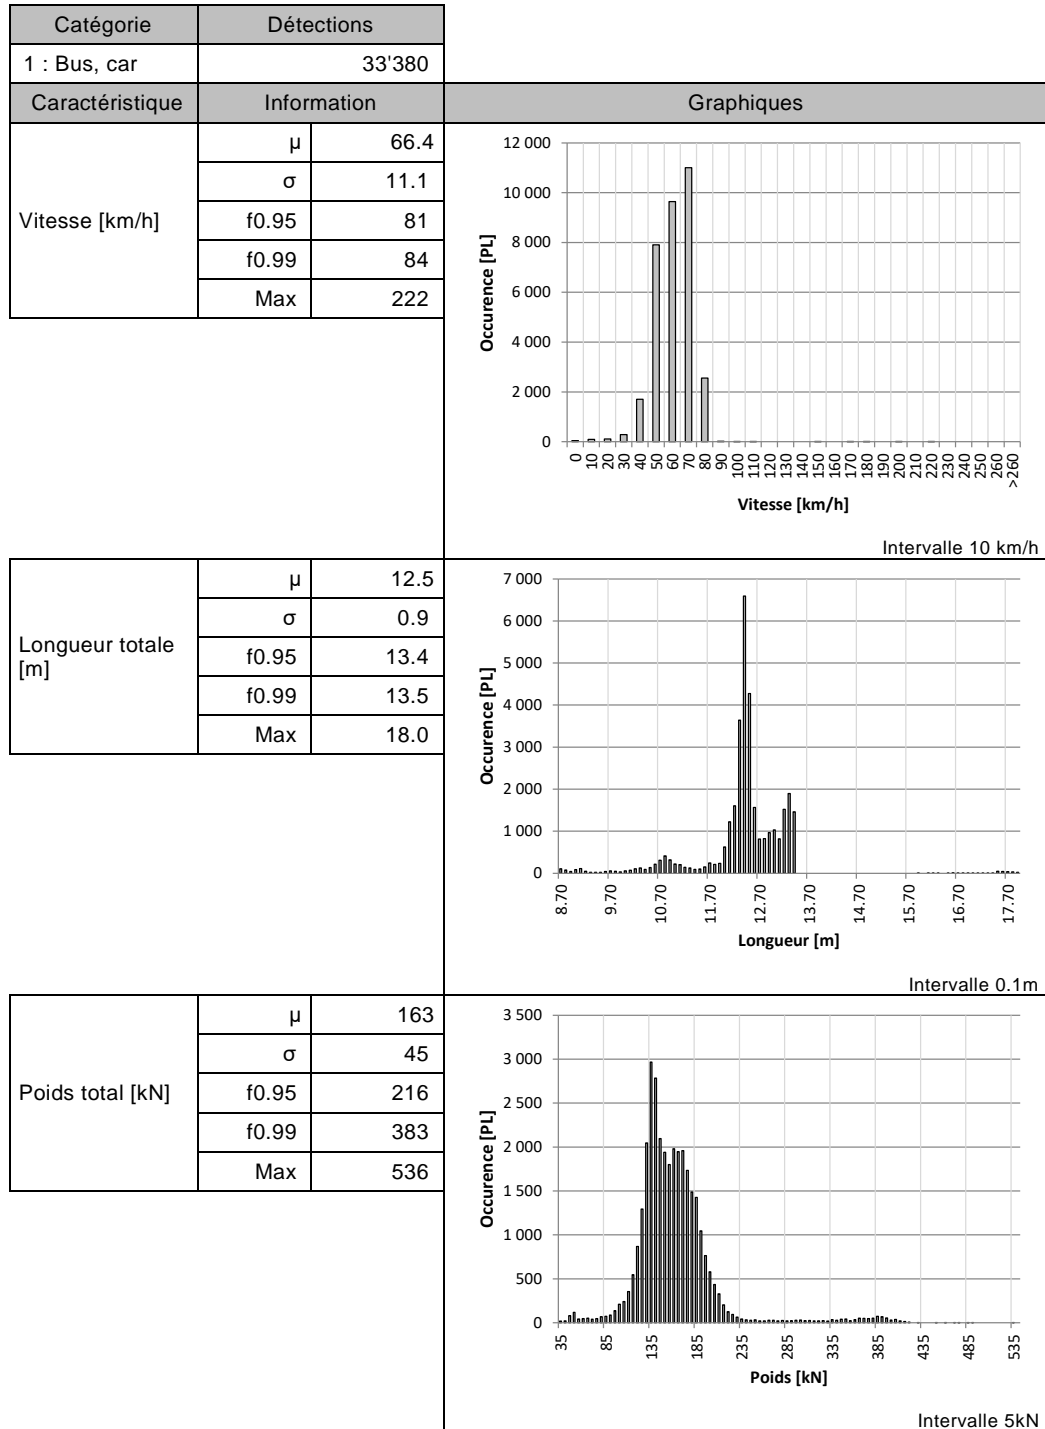 Catégorie Détections
1 : Bus, car 33'380
Caractéristique Information Graphiques
Vitesse [km/h]
µ 66.4
σ 11.1
f0.95 81
f0.99 84
Max 222
12 000
10 000
8 000
6 000
4 000
2 000
0
Occurence [PL]
0 10 20 30 40 50 60 70 80 90 100 110 120 130 140 150 160 170 180 190 200 210 220 230 240 250 260 >260
Vitesse [km/h]
Intervalle 10 km/h
Longueur totale
[m]
µ 12.5
σ 0.9
f0.95 13.4
f0.99 13.5
Max 18.0
7 000
6 000
5 000
4 000
3 000
2 000
1 000
0
Occurence [PL]
8.70 9.70 10.70 11.70 12.70 13.70 14.70 15.70 16.70 17.70
Longueur [m]
Intervalle 0.1m
Poids total [kN]
µ 163
σ 45
f0.95 216
f0.99 383
Max 536
3 500
3 000
2 500
2 000
1 500
1 000
500
0
Occurence [PL]
35 85 135 185 235 285 335 385 435 485 535
Poids [kN]
Intervalle 5kN